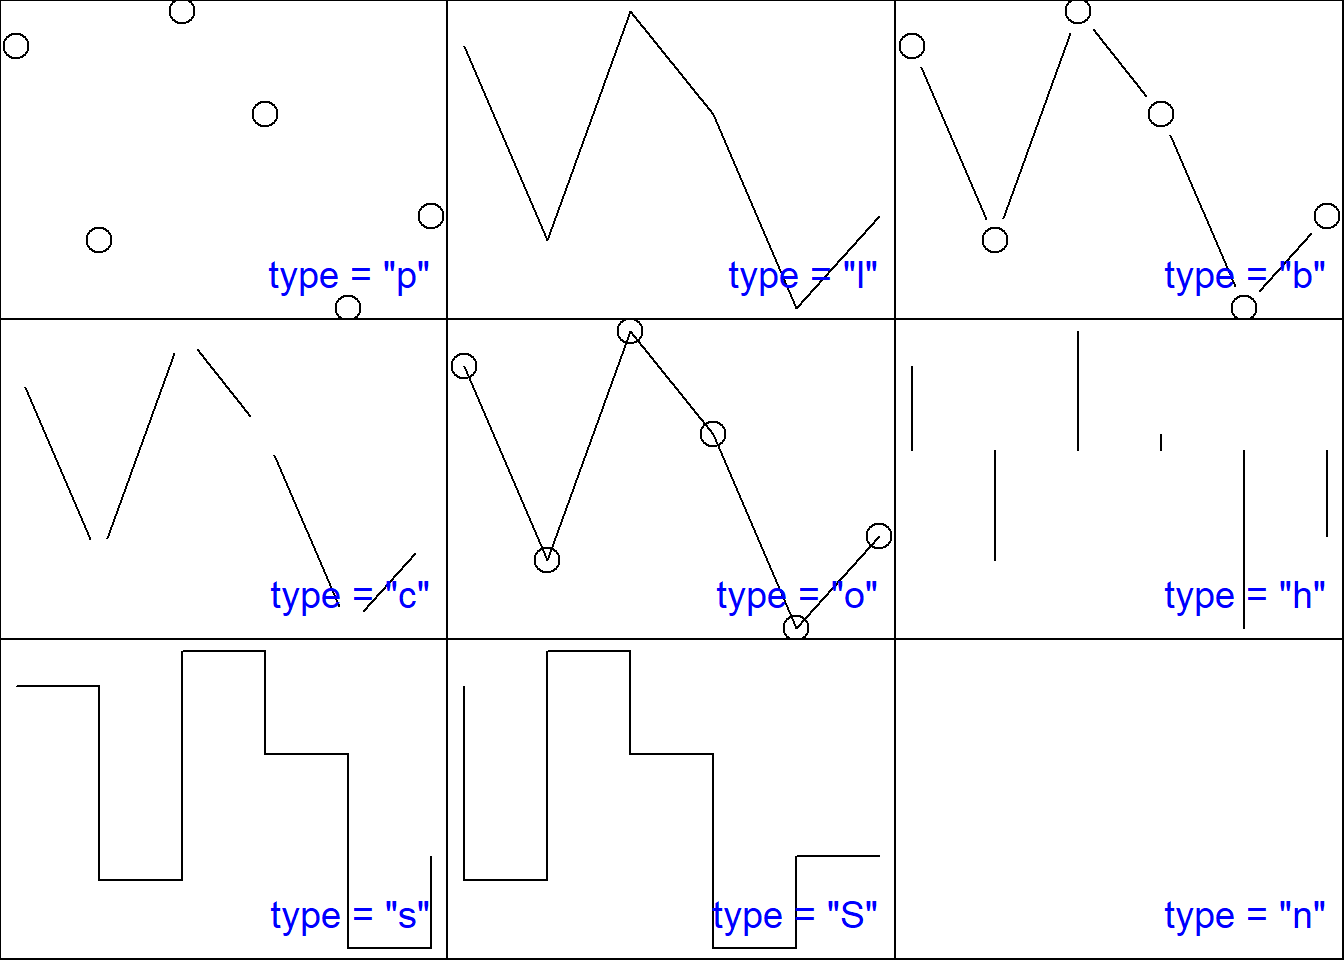 type = "p"
type = "l"
type = "b"
type = "c"
type = "o"
type = "h"
type = "s"
type = "S"
type = "n"